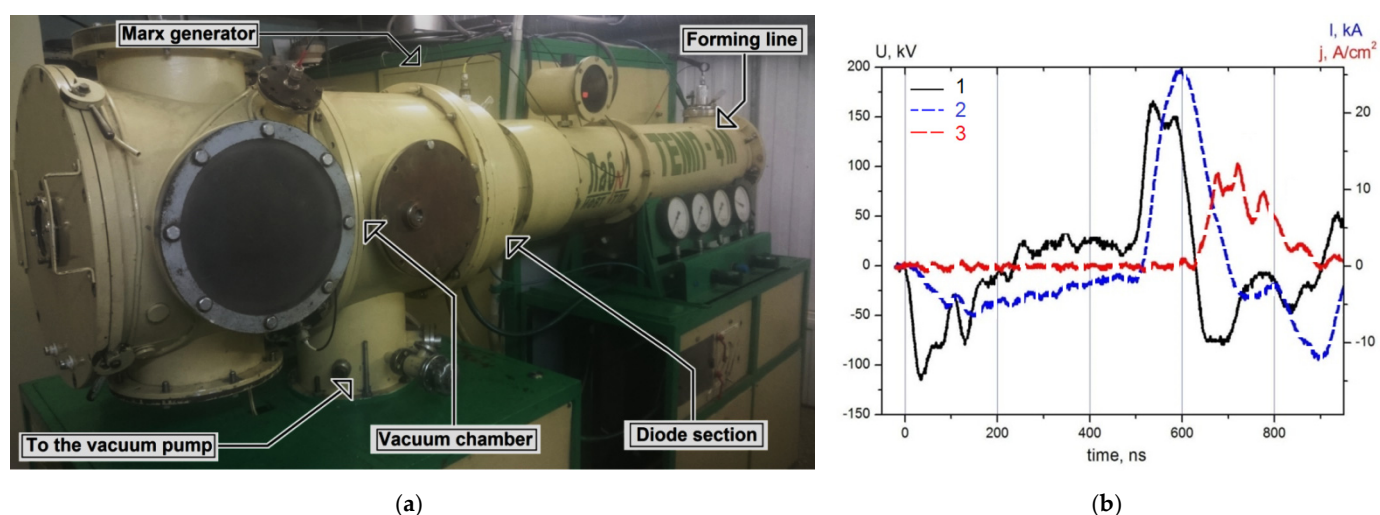 Marx generator
Forming line
ТЕМП-4М
Лаб
To the vacuum pump
Vacuum chamber
Diode section
(a)
U, kV
I, kA
j, A/cm²
200
150
100
50
0
-50
-100
-150
1
2
3
20
10
0
-10
0
200
400
600
800
time, ns
(b)